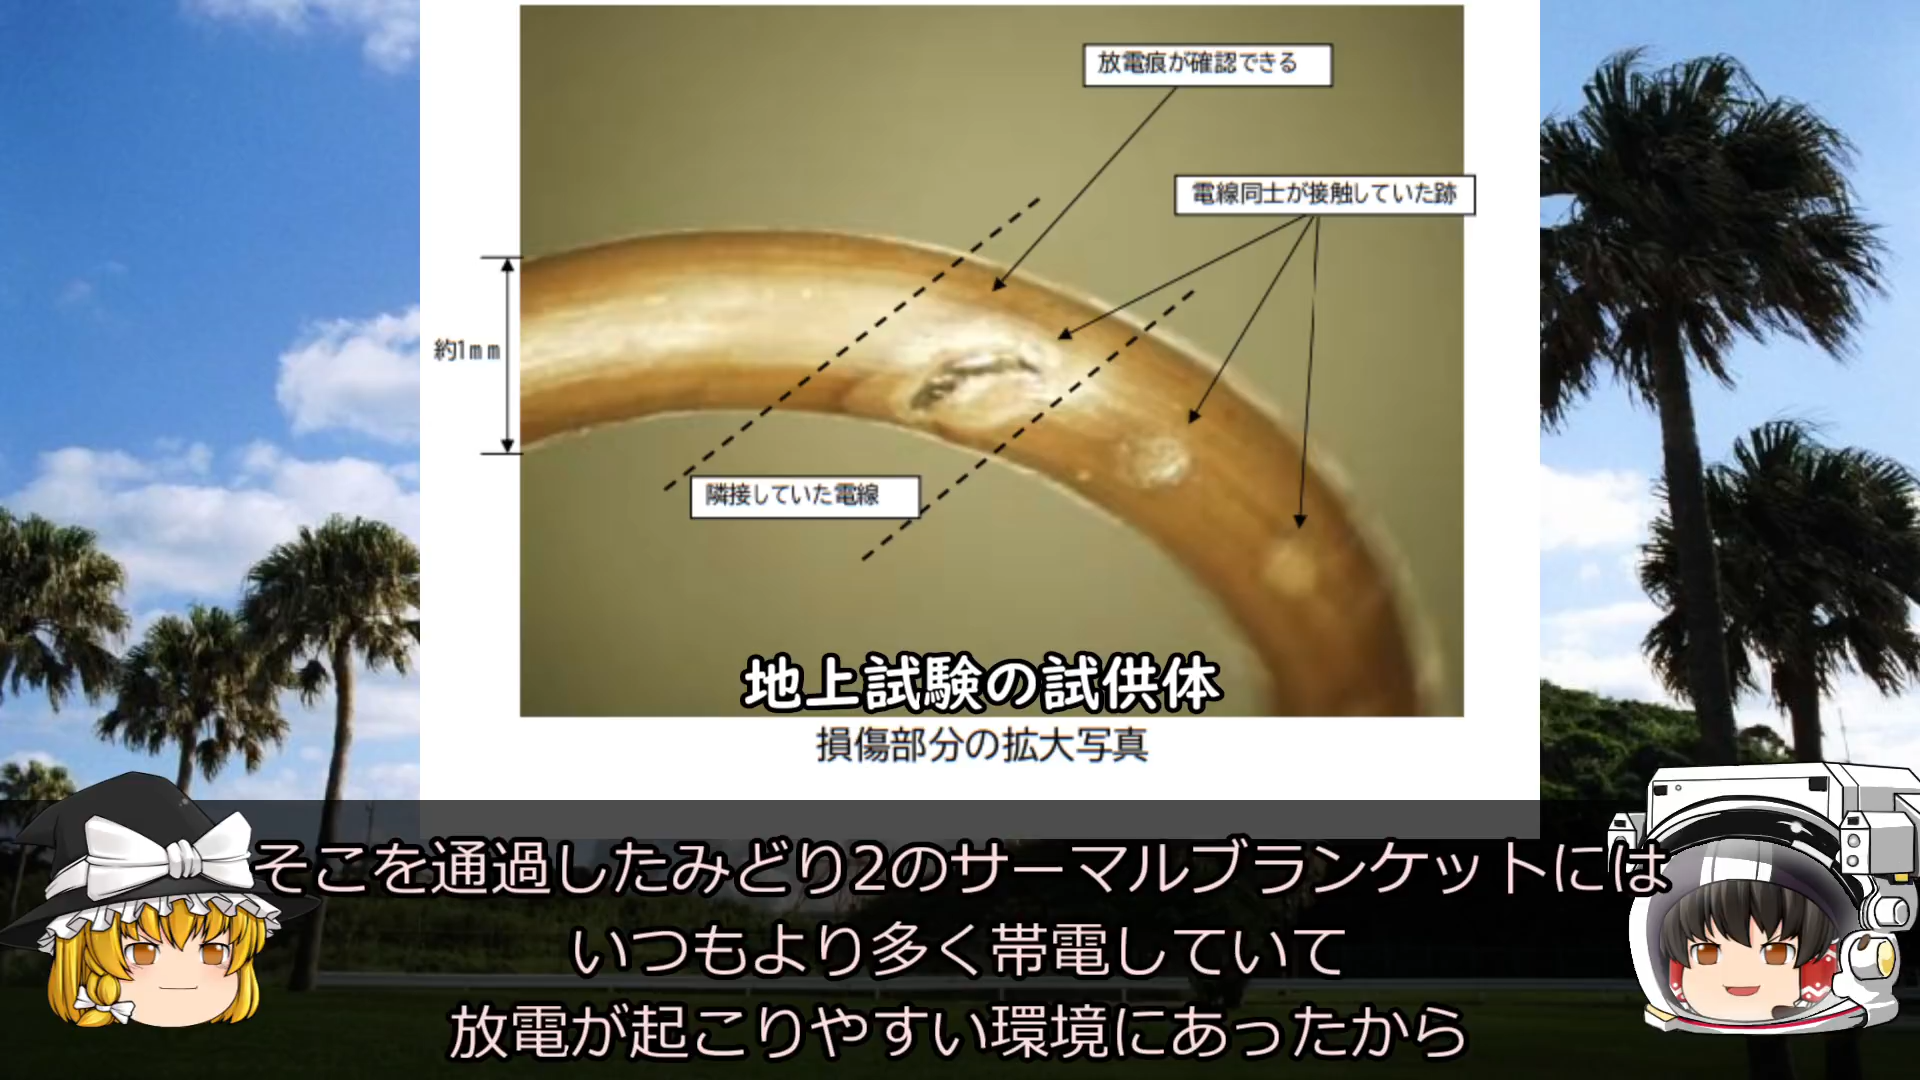 放電痕が確認できる
電線同士が接触していた跡
約1mm
隣接していた電線
地上試験の試供体
損傷部分の拡大写真
そこを通過したみどり2のサーマルブランケットには
いつもより多く帯電していて
放電が起こりやすい環境にあったから